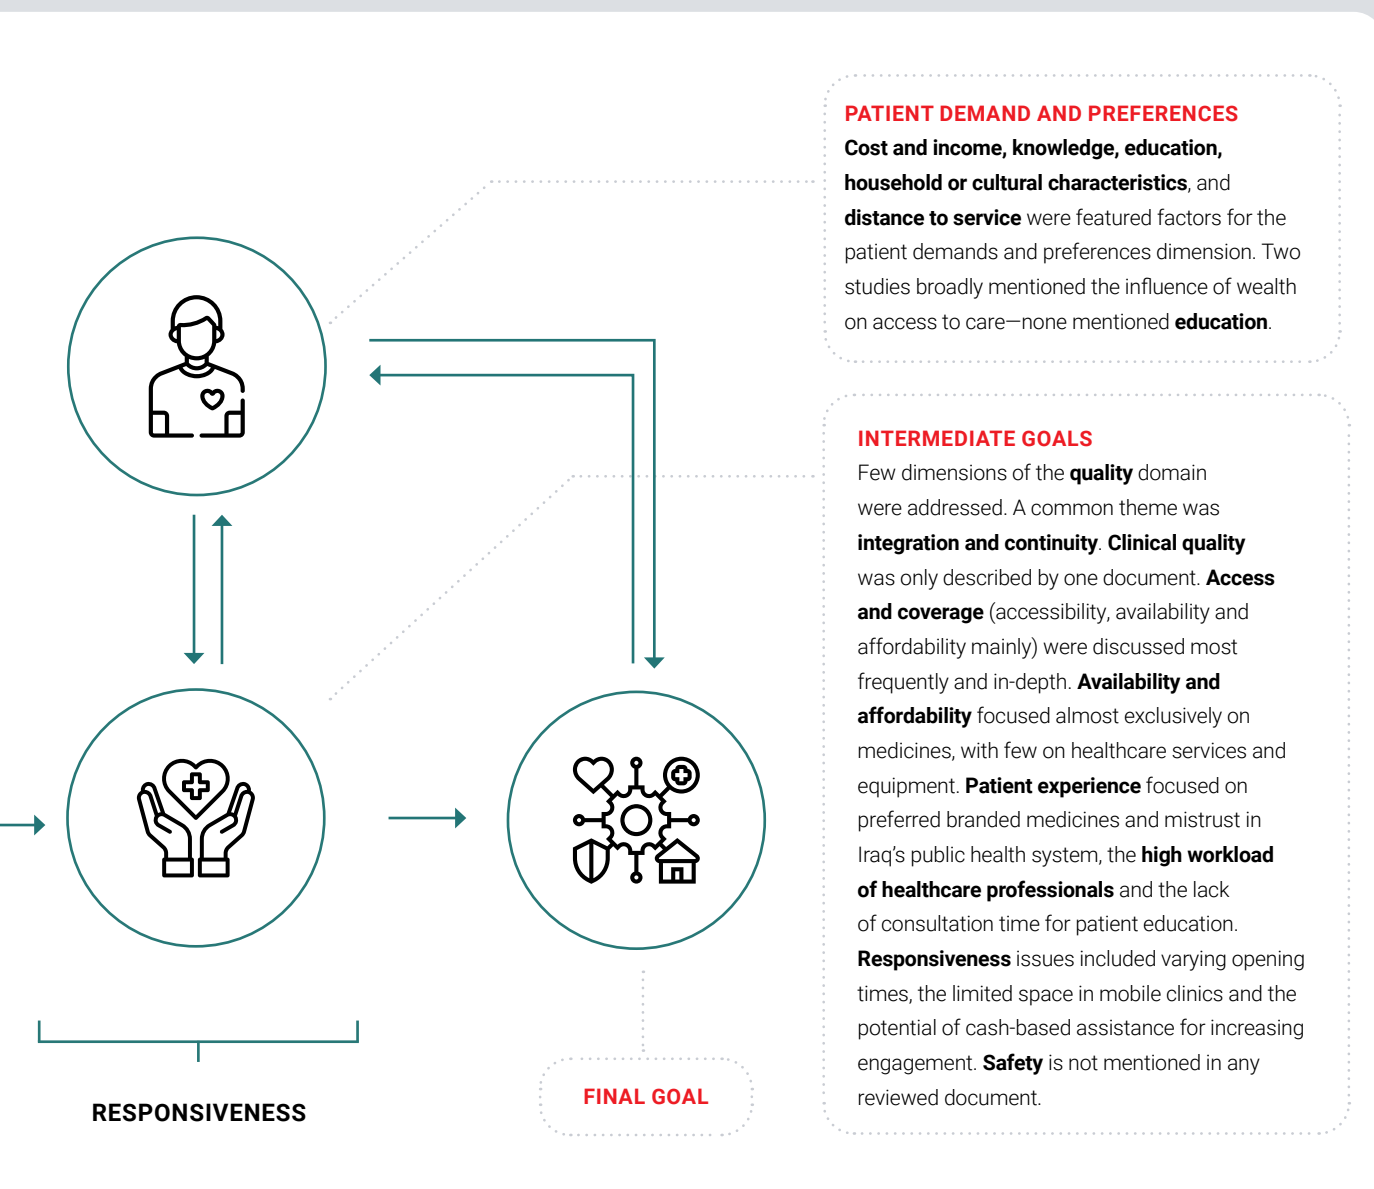 PATIENT DEMAND AND PREFERENCES
Cost and income, knowledge, education,
household or cultural characteristics, and
distance to service were featured factors for the
patient demands and preferences dimension. Two
studies broadly mentioned the influence of wealth
on access to care—none mentioned education.
INTERMEDIATE GOALS
Few dimensions of the quality domain
were addressed. A common theme was
integration and continuity. Clinical quality
was only described by one document. Access
and coverage (accessibility, availability and
affordability mainly) were discussed most
frequently and in-depth. Availability and
affordability focused almost exclusively on
medicines, with few on healthcare services and
equipment. Patient experience focused on
preferred branded medicines and mistrust in
Iraq's public health system, the high workload
of healthcare professionals and the lack
of consultation time for patient education.
Responsiveness issues included varying opening
times, the limited space in mobile clinics and the
potential of cash-based assistance for increasing
engagement. Safety is not mentioned in any
reviewed document.
FINAL GOAL
RESPONSIVENESS